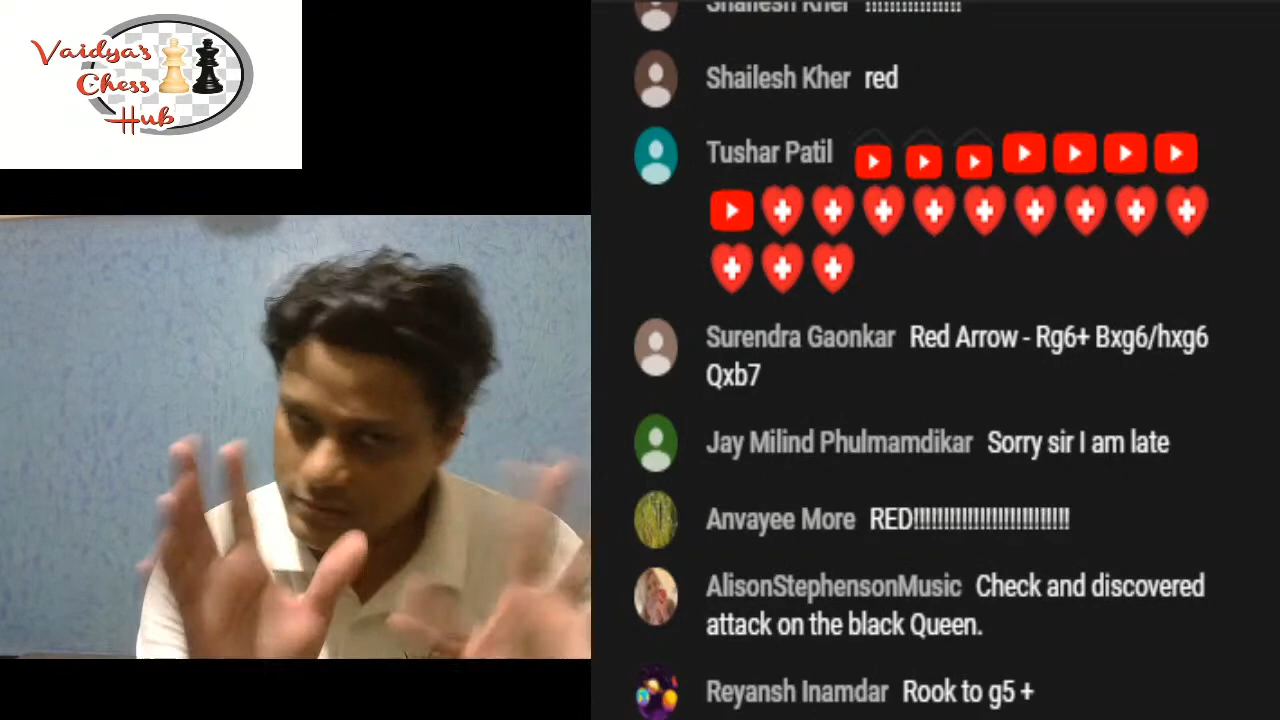 Vaidya's
Chess
Hub
Shailesh Kher !!!!!!!!!!!!!!!!
Shailesh Kher red
Tushar Patil
Surendra Gaonkar Red Arrow - Rg6+ Bxg6/hxg6
Qxb7
Jay Milind Phulmamdikar Sorry sir I am late
Anvayee More RED!!!!!!!!!!!!!!!!!!!!!!!!!!
AlisonStephensonMusic Check and discovered
attack on the black Queen.
Reyansh Inamdar Rook to g5 +